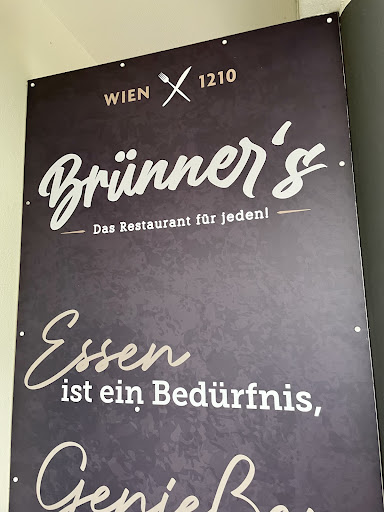 WIEN 1210
Brünner's
Das Restaurant für jeden!
Essen
ist ein Bedürfnis,